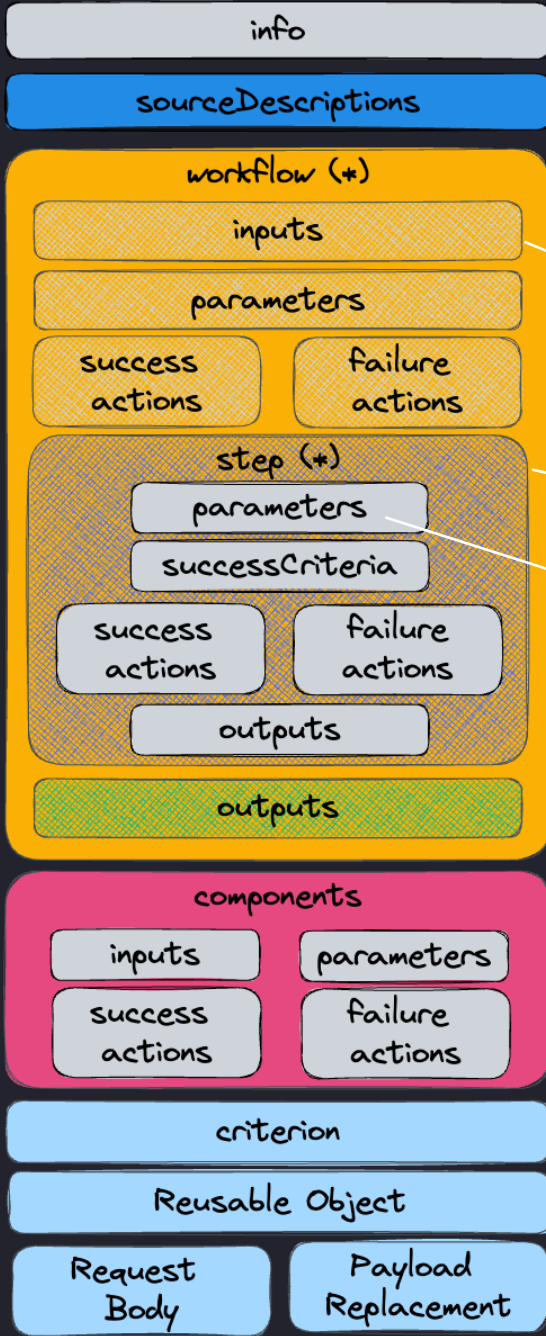 info
sourceDescriptions
workflow (*)
inputs
parameters
success
actions
failure
actions
step (*)
parameters
successCriteria
success
actions
failure
actions
outputs
outputs
components
inputs
parameters
success
actions
failure
actions
criterion
Reusable Object
Request
Body
Payload
Replacement